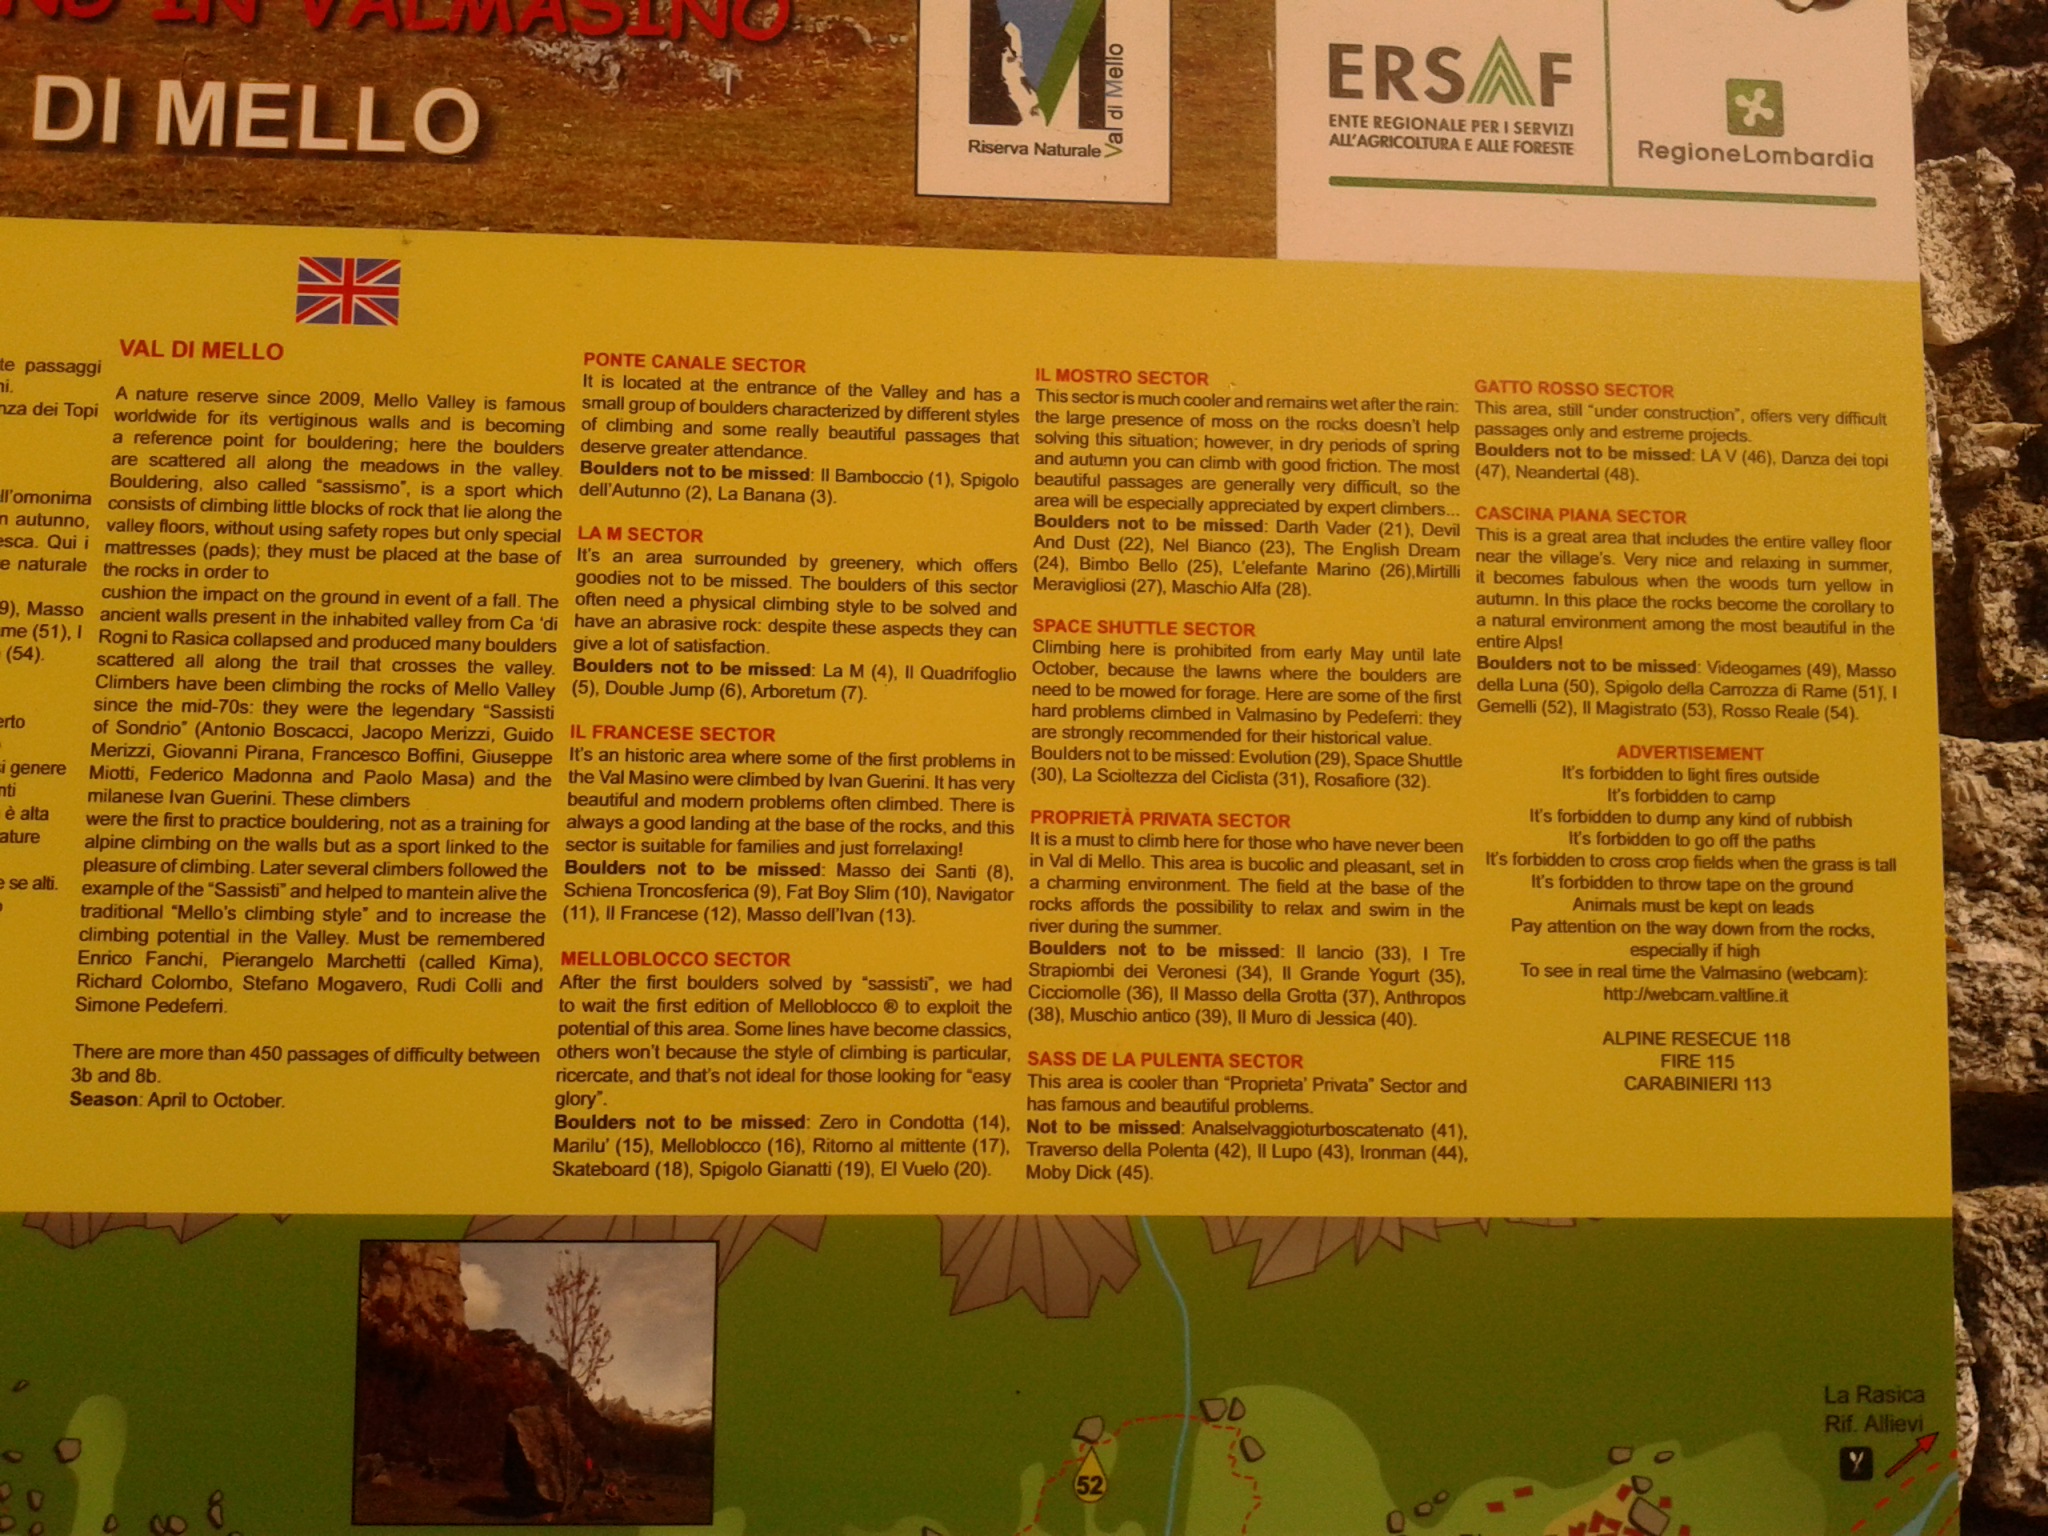 VALMASINO
DI MELLO
Riserva Naturale
Val di Mello
ERSAF
ENTE REGIONALE PER I SERVIZI
ALL'AGRICOLTURA E ALLE FORESTE
RegioneLombardia
te passaggi
ni.
nza dei Topi
ll'omonima
n autunno,
esca. Qui i
e naturale
9), Masso
me (51), I
(54).
erto
i genere
nti
è alta
ature
e se alti.
VAL DI MELLO
A nature reserve since 2009, Mello Valley is famous
worldwide for its vertiginous walls and is becoming
a reference point for bouldering; here the boulders
are scattered all along the meadows in the valley.
Bouldering, also called "sassismo", is a sport which
consists of climbing little blocks of rock that lie along the
valley floors, without using safety ropes but only special
mattresses (pads); they must be placed at the base of
the rocks in order to
cushion the impact on the ground in event of a fall. The
ancient walls present in the inhabited valley from Ca 'di
Rogni to Rasica collapsed and produced many boulders
scattered all along the trail that crosses the valley.
Climbers have been climbing the rocks of Mello Valley
since the mid-70s: they were the legendary "Sassisti
of Sondrio" (Antonio Boscacci, Jacopo Merizzi, Guido
Merizzi, Giovanni Pirana, Francesco Boffini, Giuseppe
Miotti, Federico Madonna and Paolo Masa) and the
milanese Ivan Guerini. These climbers
were the first to practice bouldering, not as a training for
alpine climbing on the walls but as a sport linked to the
pleasure of climbing. Later several climbers followed the
example of the "Sassisti" and helped to mantein alive the
traditional "Mello's climbing style" and to increase the
climbing potential in the Valley. Must be remembered
Enrico Fanchi, Pierangelo Marchetti (called Kima),
Richard Colombo, Stefano Mogavero, Rudi Colli and
Simone Pedeferri.
There are more than 450 passages of difficulty between
3b and 8b.
Season: April to October.
PONTE CANALE SECTOR
It is located at the entrance of the Valley and has a
small group of boulders characterized by different styles
of climbing and some really beautiful passages that
deserve greater attendance.
Boulders not to be missed: Il Bamboccio (1), Spigolo
dell'Autunno (2), La Banana (3).
LA M SECTOR
It's an area surrounded by greenery, which offers
goodies not to be missed. The boulders of this sector
often need a physical climbing style to be solved and
have an abrasive rock: despite these aspects they can
give a lot of satisfaction.
Boulders not to be missed: La M (4), Il Quadrifoglio
(5), Double Jump (6), Arboretum (7).
IL FRANCESE SECTOR
It's an historic area where some of the first problems in
the Val Masino were climbed by Ivan Guerini. It has very
beautiful and modern problems often climbed. There is
always a good landing at the base of the rocks, and this
sector is suitable for families and just forrelaxing!
Boulders not to be missed: Masso dei Santi (8),
Schiena Troncosferica (9), Fat Boy Slim (10), Navigator
(11), Il Francese (12), Masso dell'Ivan (13).
MELLOBLOCCO SECTOR
After the first boulders solved by "sassisti", we had
to wait the first edition of Melloblocco ® to exploit the
potential of this area. Some lines have become classics,
others won't because the style of climbing is particular,
ricercate, and that's not ideal for those looking for "easy
glory".
Boulders not to be missed: Zero in Condotta (14),
Marilu' (15), Melloblocco (16), Ritorno al mittente (17),
Skateboard (18), Spigolo Gianatti (19), El Vuelo (20).
IL MOSTRO SECTOR
This sector is much cooler and remains wet after the rain:
the large presence of moss on the rocks doesn't help
solving this situation; however, in dry periods of spring
and autumn you can climb with good friction. The most
beautiful passages are generally very difficult, so the
area will be especially appreciated by expert climbers...
Boulders not to be missed: Darth Vader (21), Devil
And Dust (22), Nel Bianco (23), The English Dream
(24), Bimbo Bello (25), L'elefante Marino (26),Mirtilli
Meravigliosi (27), Maschio Alfa (28).
SPACE SHUTTLE SECTOR
Climbing here is prohibited from early May until late
October, because the lawns where the boulders are
need to be mowed for forage. Here are some of the first
hard problems climbed in Valmasino by Pedeferri: they
are strongly recommended for their historical value.
Boulders not to be missed: Evolution (29), Space Shuttle
(30), La Scioltezza del Ciclista (31), Rosafiore (32).
PROPRIETÀ PRIVATA SECTOR
It is a must to climb here for those who have never been
in Val di Mello. This area is bucolic and pleasant, set in
a charming environment. The field at the base of the
rocks affords the possibility to relax and swim in the
river during the summer.
Boulders not to be missed: Il lancio (33), I Tre
Strapiombi dei Veronesi (34), Il Grande Yogurt (35),
Cicciomolle (36), Il Masso della Grotta (37), Anthropos
(38), Muschio antico (39), Il Muro di Jessica (40).
SASS DE LA PULENTA SECTOR
This area is cooler than "Proprieta' Privata" Sector and
has famous and beautiful problems.
Not to be missed: Analselvaggioturboscatenato (41),
Traverso della Polenta (42), Il Lupo (43), Ironman (44),
Moby Dick (45).
GATTO ROSSO SECTOR
This area, still "under construction", offers very difficult
passages only and estreme projects.
Boulders not to be missed: LA V (46), Danza dei topi
(47), Neandertal (48).
CASCINA PIANA SECTOR
This is a great area that includes the entire valley floor
near the village's. Very nice and relaxing in summer,
it becomes fabulous when the woods turn yellow in
autumn. In this place the rocks become the corollary to
a natural environment among the most beautiful in the
entire Alps!
Boulders not to be missed: Videogames (49), Masso
della Luna (50), Spigolo della Carrozza di Rame (51), I
Gemelli (52), Il Magistrato (53), Rosso Reale (54).
ADVERTISEMENT
It's forbidden to light fires outside
It's forbidden to camp
It's forbidden to dump any kind of rubbish
It's forbidden to go off the paths
It's forbidden to cross crop fields when the grass is tall
It's forbidden to throw tape on the ground
Animals must be kept on leads
Pay attention on the way down from the rocks,
especially if high
To see in real time the Valmasino (webcam):
http://webcam.valtline.it
ALPINE RESECUE 118
FIRE 115
CARABINIERI 113
52
La Rasica
Rif. Allievi